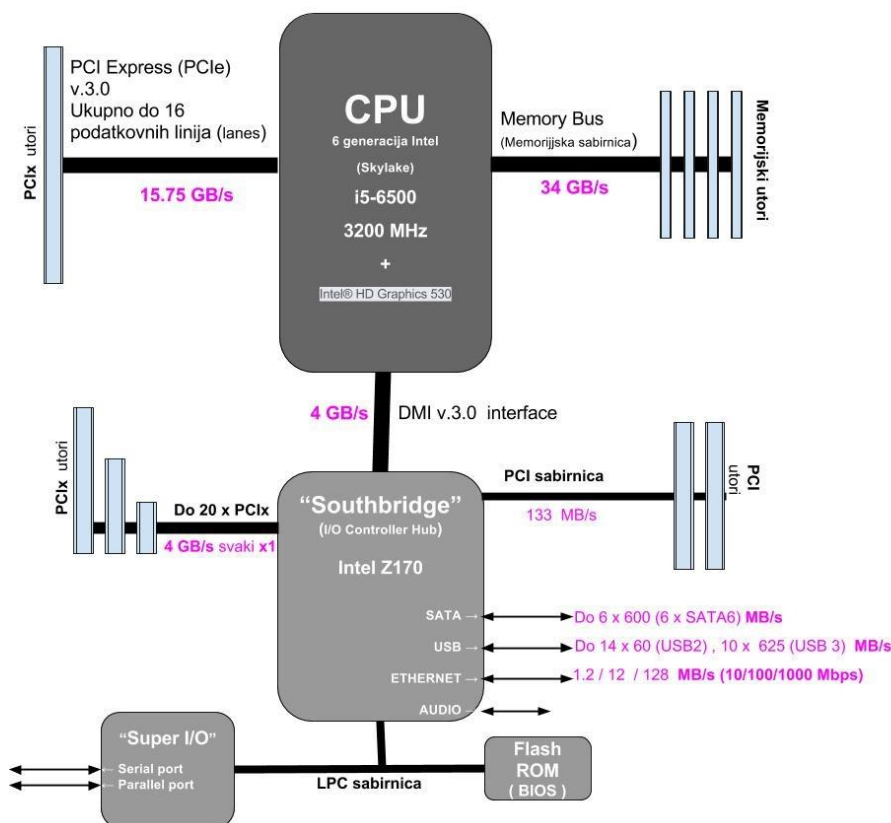 PCI Express (PCIe)
v.3.0
Ukupno do 16
podatkovnih linija (lanes)
15.75 GB/s
PCIx utori
CPU
6 generacija Intel
(Skylake)
i5-6500
3200 MHz
+
Intel® HD Graphics 530
Memory Bus
(Memorijjska sabirnica)
34 GB/s
Memorijski utori
4 GB/s
DMI v.3.0 interface
PCIx utori
Do 20 x PCIx
4 GB/s svaki x1
"Southbridge"
(I/O Controller Hub)
Intel Z170
PCI sabirnica
133 MB/s
PCI
utori
SATA →
Do 6 x 600 (6 x SATA6) MB/s
USB →
Do 14 x 60 (USB2) , 10 x 625 (USB 3) MB/s
ETHERNET →
1.2 / 12 / 128 MB/s (10/100/1000 Mbps)
AUDIO →
"Super I/O"
← Serial port
← Parallel port
LPC sabirnica
Flash
ROM
( BIOS )